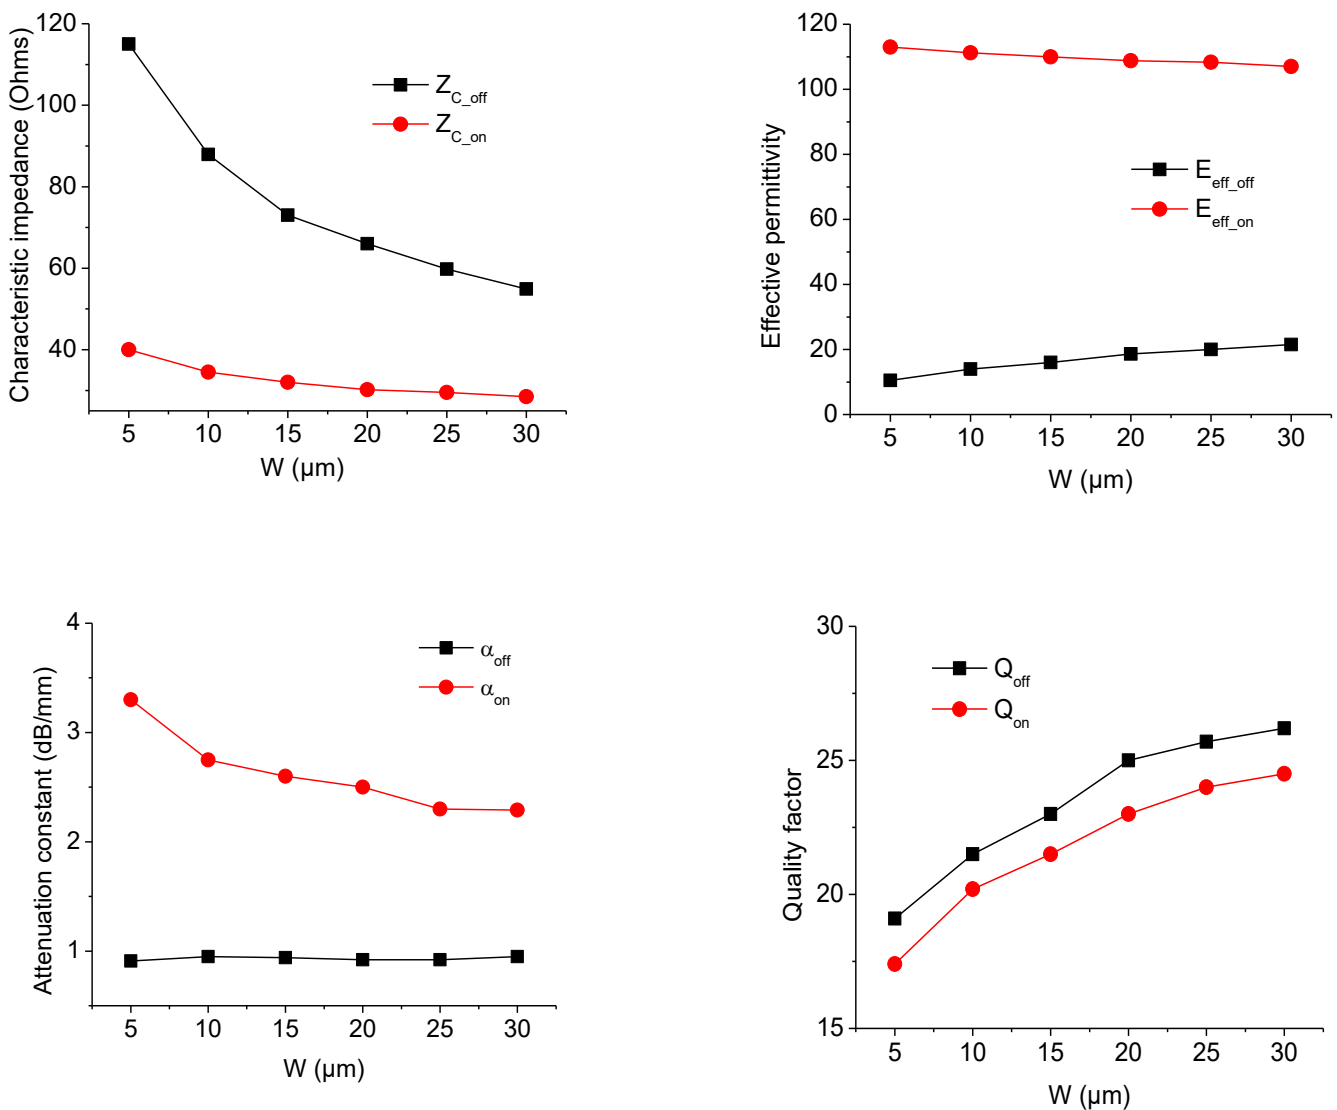 120
100
80
60
40
Characteristic impedance (Ohms)
Z_C_off
Z_C_on
5 10 15 20 25 30
W (µm)
120
100
80
60
40
20
0
Effective permittivity
E_eff_off
E_eff_on
5 10 15 20 25 30
W (µm)
4
3
2
1
Attenuation constant (dB/mm)
α_off
α_on
5 10 15 20 25 30
W (µm)
30
25
20
15
Quality factor
Q_off
Q_on
5 10 15 20 25 30
W (µm)